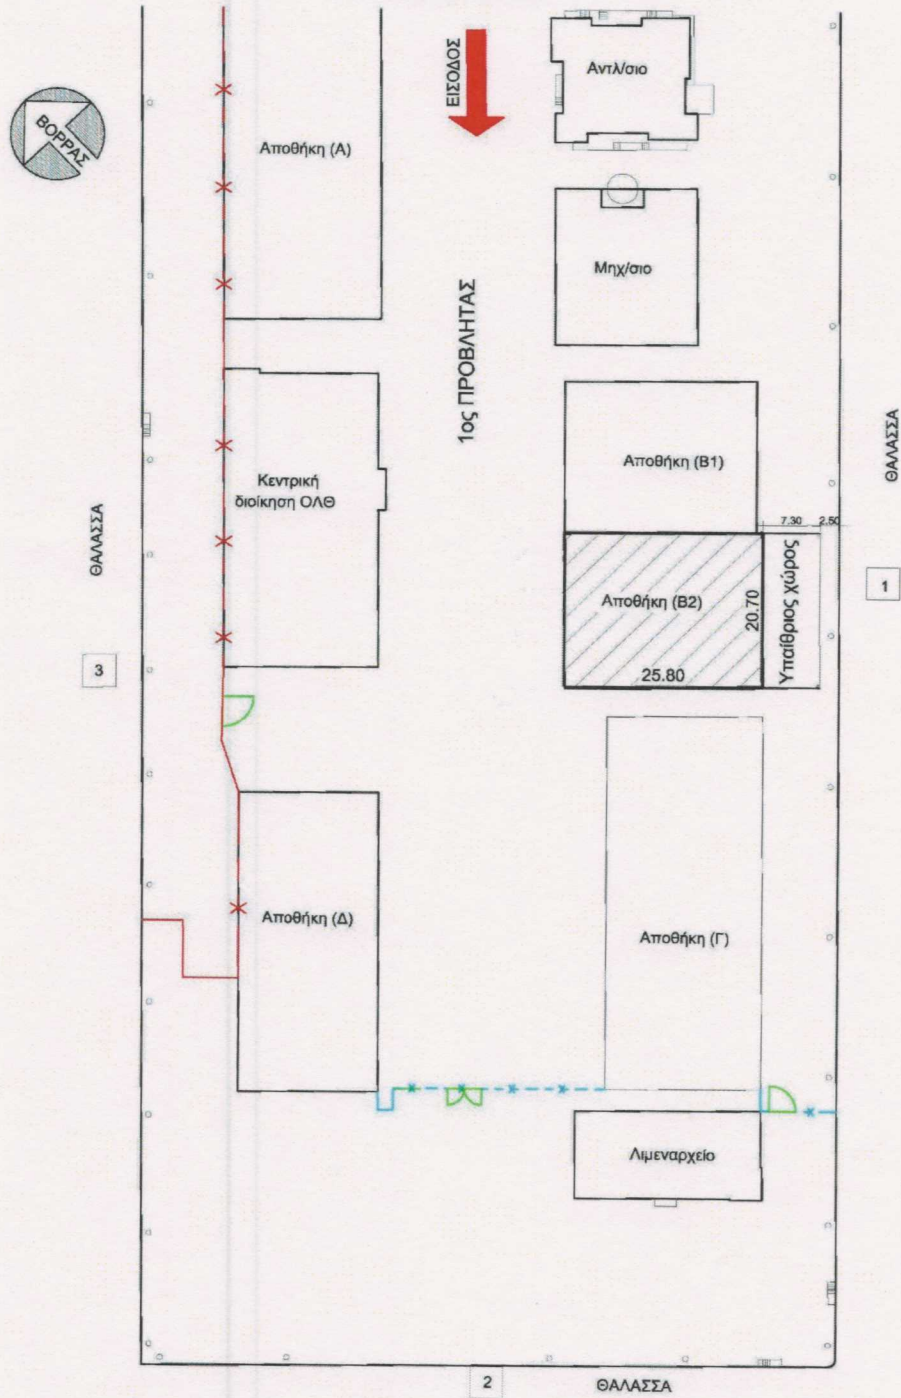 ΕΙΣΟΔΟΣ
Αντλ/σιο
ΒΟΡΡΑΣ
Αποθήκη (Α)
Μηχ/σιο
1ος ΠΡΟΒΛΗΤΑΣ
Αποθήκη (Β1)
Κεντρική
διοίκηση ΟΛΘ
ΘΑΛΑΣΣΑ
ΘΑΛΑΣΣΑ
7.30
2.50
1
Αποθήκη (Β2)
20.70
Υπαίθριος χώρος
25.80
3
Αποθήκη (Δ)
Αποθήκη (Γ)
Λιμεναρχείο
2
ΘΑΛΑΣΣΑ